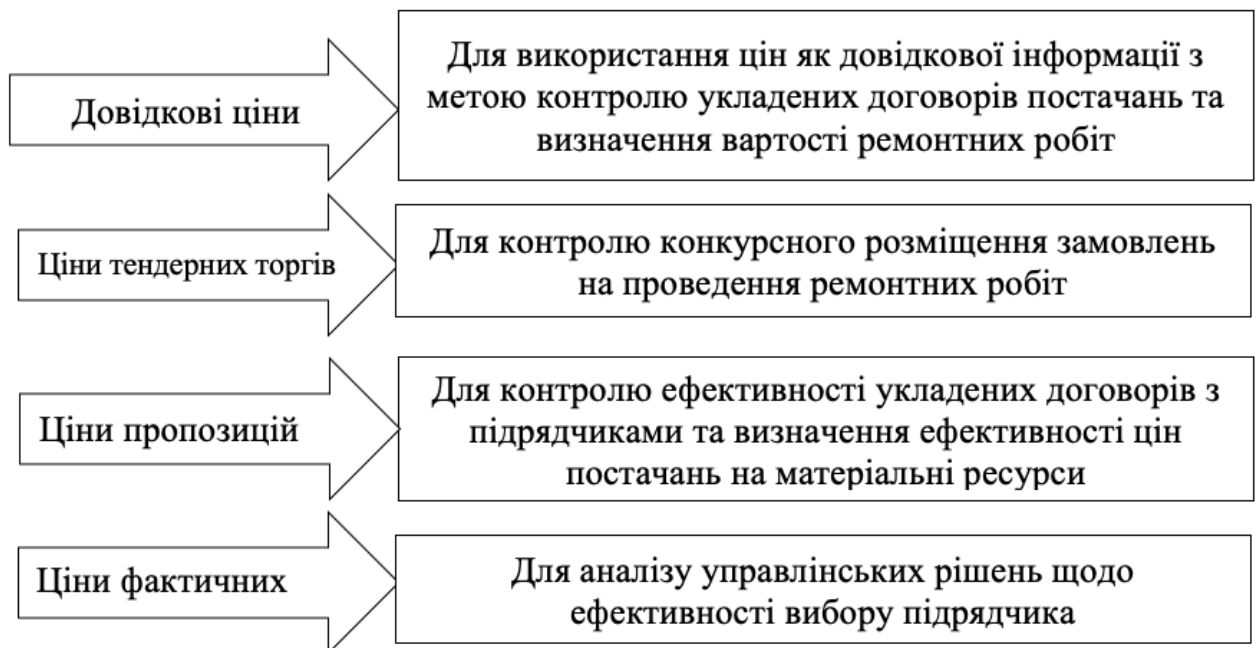 Довідкові ціни
Для використання цін як довідкової інформації з
метою контролю укладених договорів постачань та
визначення вартості ремонтних робіт
Ціни тендерних торгів
Для контролю конкурсного розміщення замовлень
на проведення ремонтних робіт
Ціни пропозицій
Для контролю ефективності укладених договорів з
підрядчиками та визначення ефективності цін
постачань на матеріальні ресурси
Ціни фактичних
Для аналізу управлінських рішень щодо
ефективності вибору підрядчика